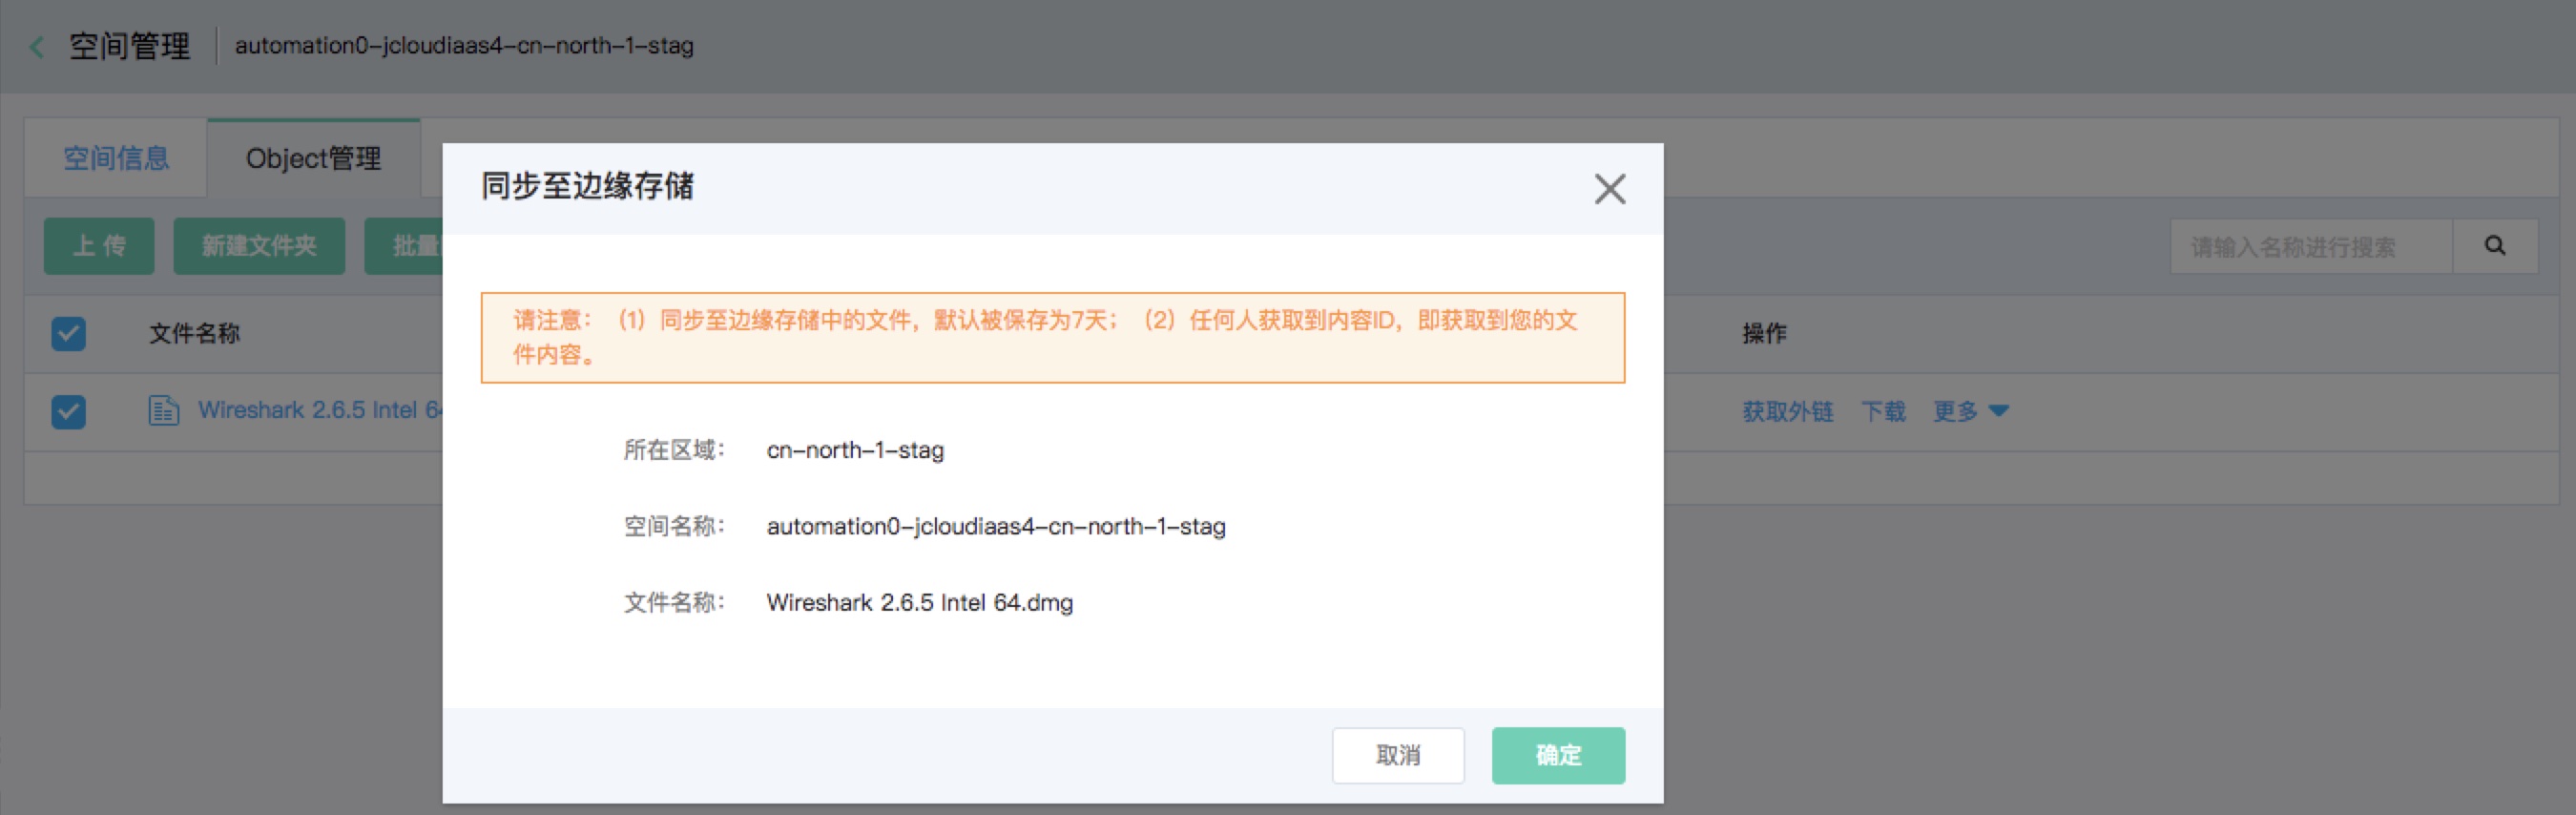 空间管理 automation0-jcloudiaas4-cn-north-1-stag
空间信息 Object管理
同步至边缘存储
上 传 新建文件夹 批量
请输入名称进行搜索
请注意：（1）同步至边缘存储中的文件，默认被保存为7天；（2）任何人获取到内容ID，即获取到您的文
件内容。
文件名称 操作
Wireshark 2.6.5 Intel 64 获取外链 下载 更多
所在区域： cn-north-1-stag
空间名称： automation0-jcloudiaas4-cn-north-1-stag
文件名称： Wireshark 2.6.5 Intel 64.dmg
取消 确定